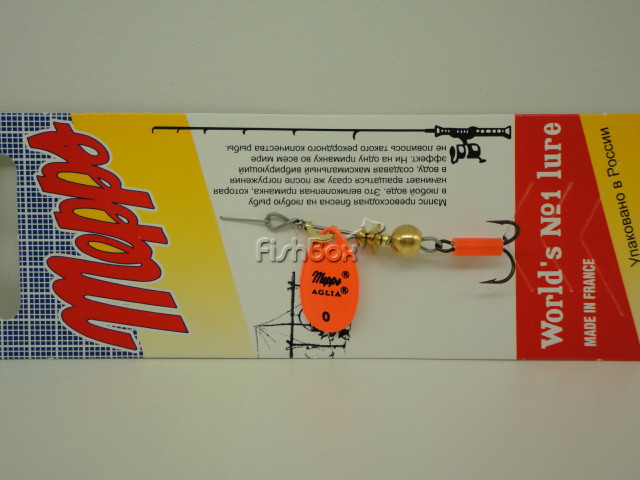 Mepps
Mann превосходная блесна на любую рыбу
в любой воде. Это великолепная приманка, которая
начинает вращаться сразу же после погружения
в воду, создавая максимальный вибрирующий
эффект. Ни на одну приманку во всем мире
не ловилось такого рекордного количества рыбы.
FishBox
Mepps®
AGLIA®
0
World's No1 lure
MADE IN FRANCE
Упаковано в России